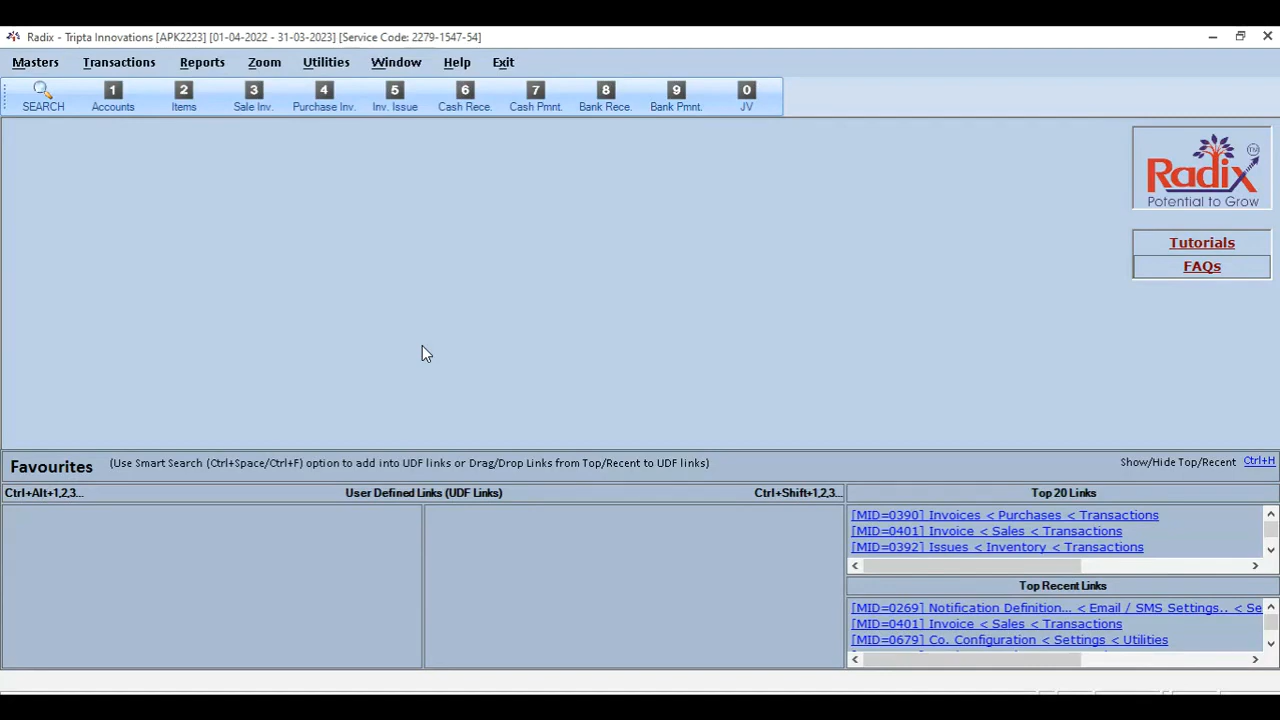 Radix - Tripta Innovations [APK2223] [01-04-2022 - 31-03-2023] [Service Code: 2279-1547-54]
Masters Transactions Reports Zoom Utilities Window Help Exit
1 2 3 4 5 6 7 8 9 0
SEARCH Accounts Items Sale Inv. Purchase Inv. Inv. Issue Cash Rece. Cash Pmnt. Bank Rece. Bank Pmnt. JV
Radix TM
Potential to Grow
Tutorials
FAQs
Favourites (Use Smart Search (Ctrl+Space/Ctrl+F) option to add into UDF links or Drag/Drop Links from Top/Recent to UDF links) Show/Hide Top/Recent Ctrl+H
Ctrl+Alt+1,2,3... User Defined Links (UDF Links) Ctrl+Shift+1,2,3... Top 20 Links
[MID=0390] Invoices < Purchases < Transactions
[MID=0401] Invoice < Sales < Transactions
[MID=0392] Issues < Inventory < Transactions
Top Recent Links
[MID=0269] Notification Definition... < Email / SMS Settings.. < Se
[MID=0401] Invoice < Sales < Transactions
[MID=0679] Co. Configuration < Settings < Utilities